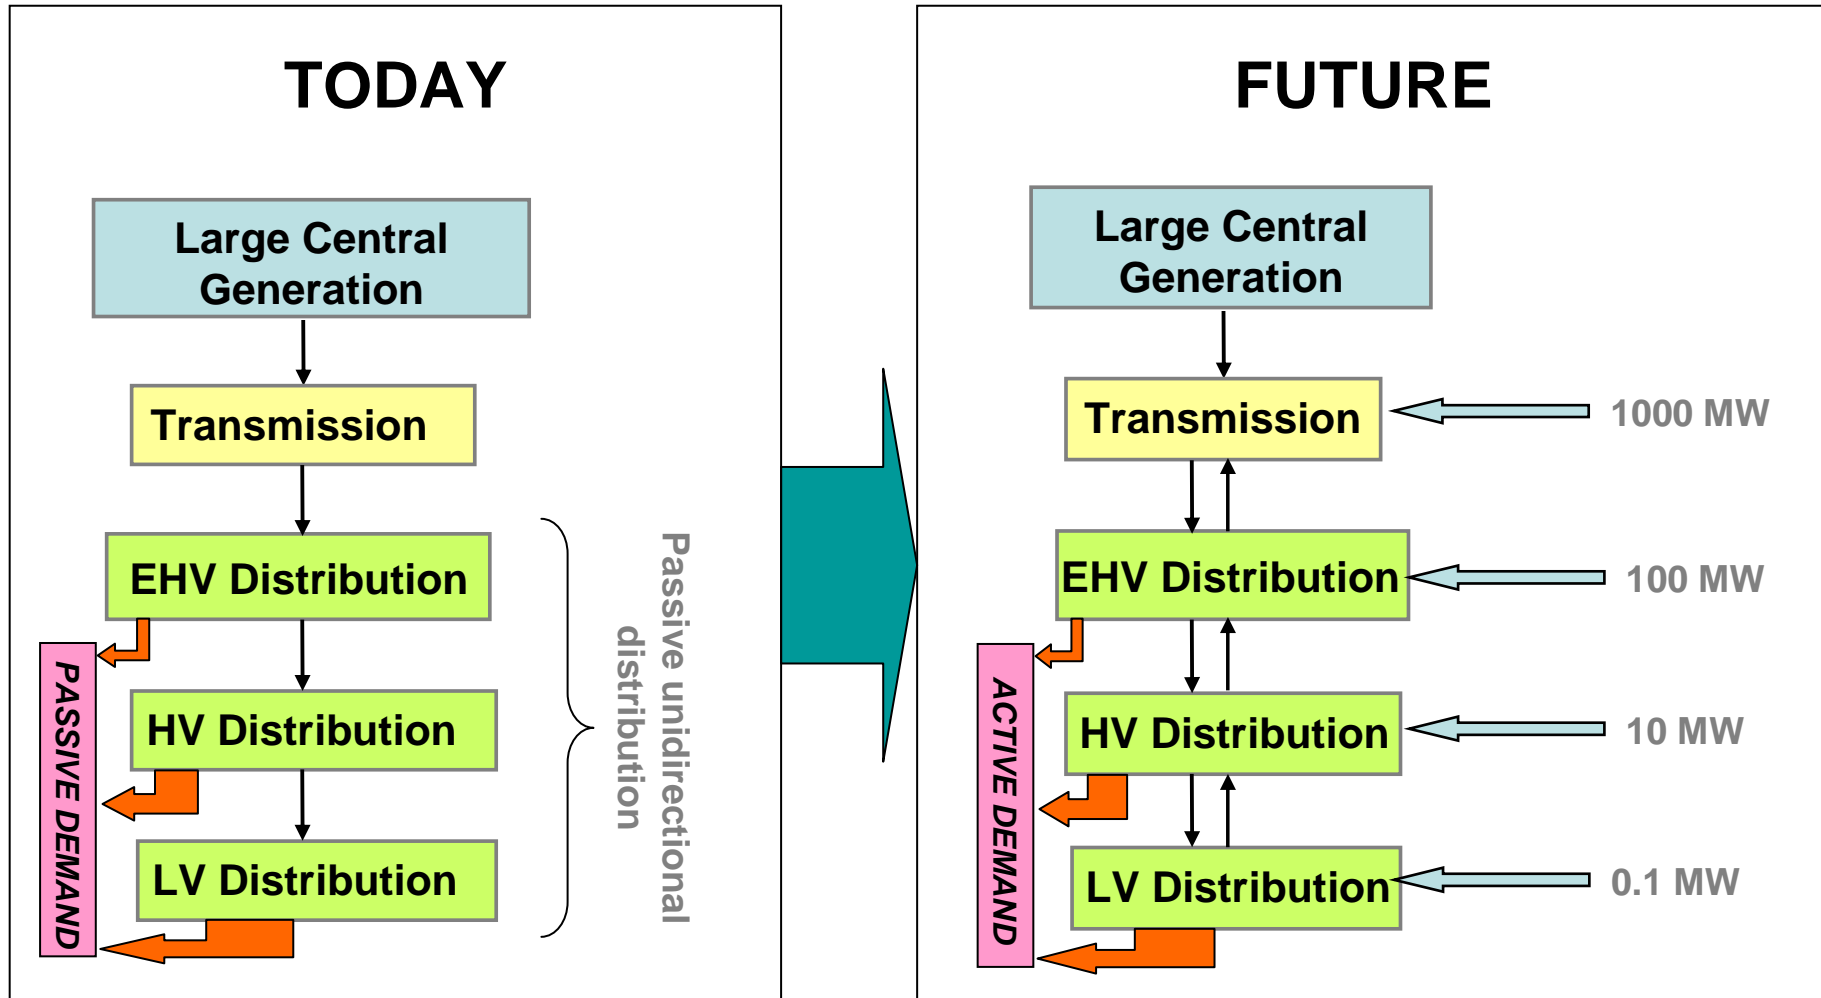 TODAY
Large Central
Generation
Transmission
EHV Distribution
HV Distribution
LV Distribution
PASSIVE DEMAND
Passive unidirectional
distribution
FUTURE
Large Central
Generation
Transmission
1000 MW
EHV Distribution
100 MW
HV Distribution
10 MW
LV Distribution
0.1 MW
ACTIVE DEMAND